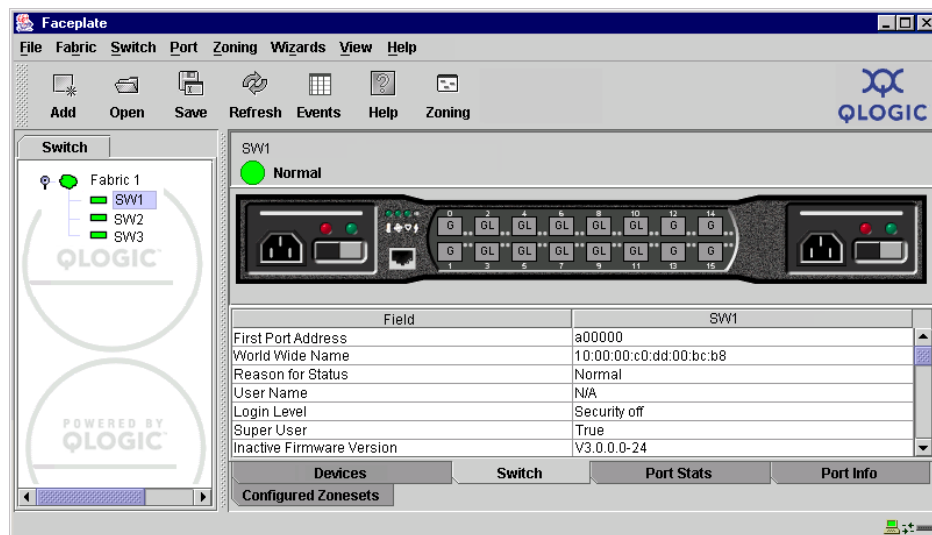 Faceplate
File Fabric Switch Port Zoning Wizards View Help
Add Open Save Refresh Events Help Zoning
QLOGIC
Switch
Fabric 1
SW1
SW2
SW3
QLOGIC
POWERED BY
QLOGIC
SW1
Normal
0 2 4 6 8 10 12 14
G GL GL GL GL GL G G
G GL GL GL GL GL G G
1 3 5 7 9 11 13 15
Field SW1
First Port Address a00000
World Wide Name 10:00:00:c0:dd:00:bc:b8
Reason for Status Normal
User Name N/A
Login Level Security off
Super User True
Inactive Firmware Version V3.0.0.0-24
Devices Switch Port Stats Port Info
Configured Zonesets